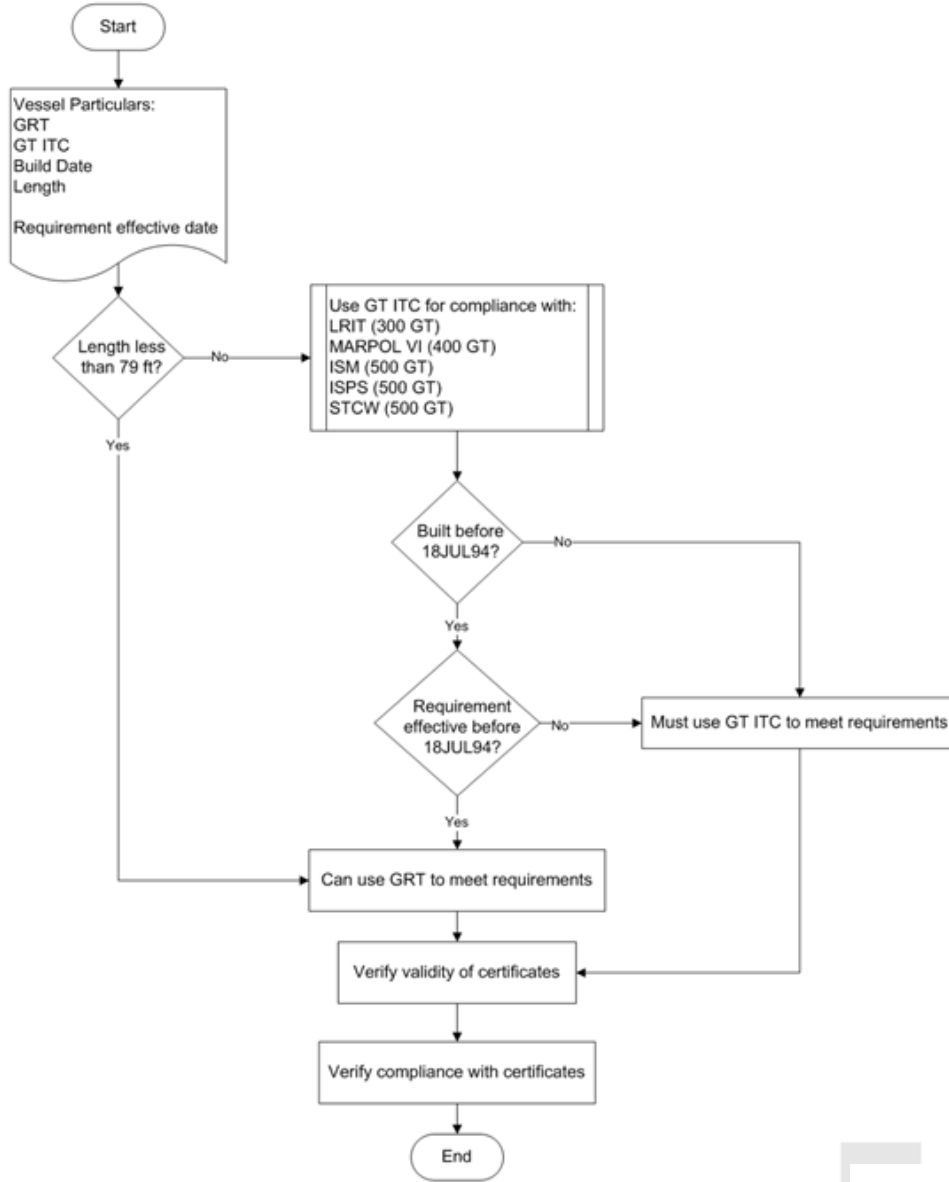 Start
Vessel Particulars:
GRT
GT ITC
Build Date
Length
Requirement effective date
Length less
than 79 ft?
No
Yes
Use GT ITC for compliance with:
LRIT (300 GT)
MARPOL VI (400 GT)
ISM (500 GT)
ISPS (500 GT)
STCW (500 GT)
Built before
18JUL94?
No
Yes
Requirement
effective before
18JUL94?
No
Must use GT ITC to meet requirements
Yes
Can use GRT to meet requirements
Verify validity of certificates
Verify compliance with certificates
End